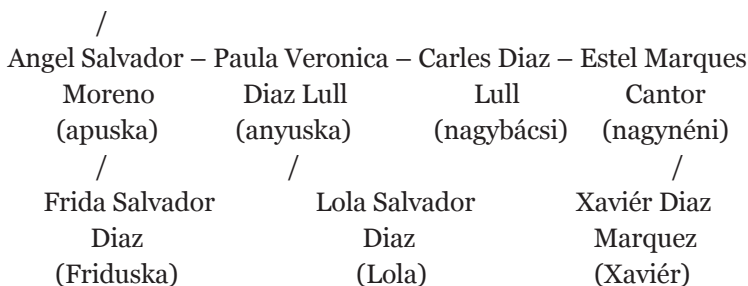 /
Angel Salvador – Paula Veronica – Carles Diaz – Estel Marques
Moreno Diaz Lull Lull Cantor
(apuska) (anyuska) (nagybácsi) (nagynéni)
/ / /
Frida Salvador Lola Salvador Xaviér Diaz
Diaz Diaz Marquez
(Friduska) (Lola) (Xaviér)